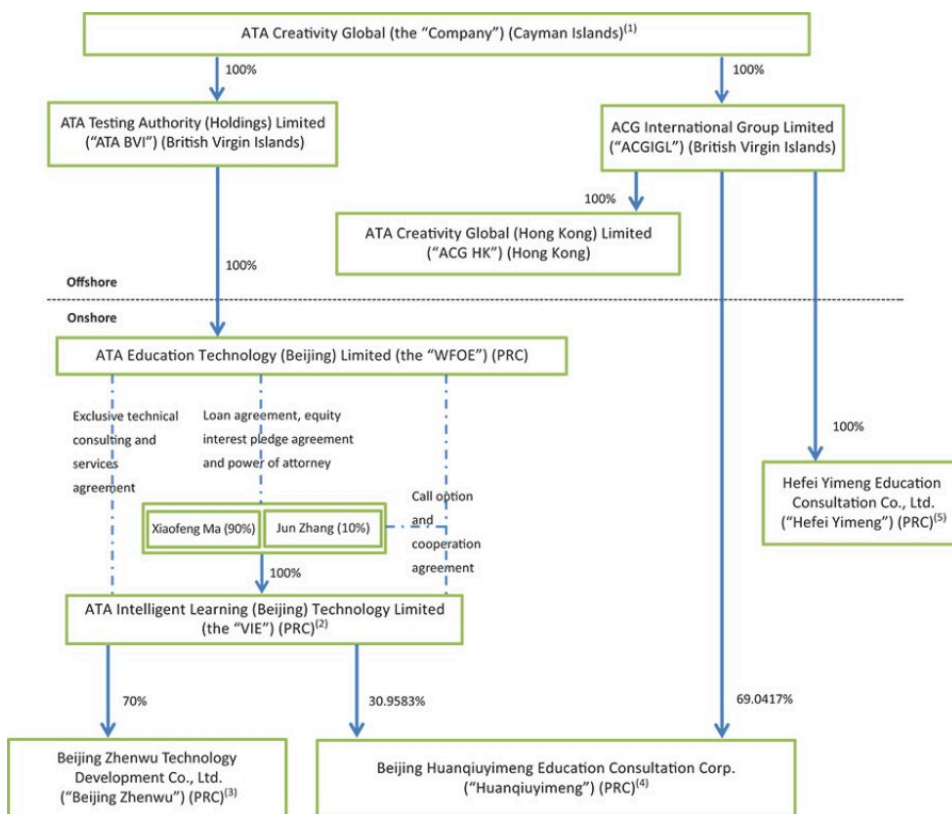 ATA Creativity Global (the “Company”) (Cayman Islands)(1)
100%
100%
ATA Testing Authority (Holdings) Limited
(“ATA BVI”) (British Virgin Islands)
ACG International Group Limited
(“ACGIGL”) (British Virgin Islands)
100%
ATA Creativity Global (Hong Kong) Limited
(“ACG HK”) (Hong Kong)
100%
Offshore
Onshore
ATA Education Technology (Beijing) Limited (the “WFOE”) (PRC)
Exclusive technical
consulting and
services
agreement
Loan agreement, equity
interest pledge agreement
and power of attorney
100%
Hefei Yimeng Education
Consultation Co., Ltd.
(“Hefei Yimeng”) (PRC)(5)
Call option
and
cooperation
agreement
Xiaofeng Ma (90%)
Jun Zhang (10%)
100%
ATA Intelligent Learning (Beijing) Technology Limited
(the “VIE”) (PRC)(2)
70%
30.9583%
69.0417%
Beijing Zhenwu Technology
Development Co., Ltd.
(“Beijing Zhenwu”) (PRC)(3)
Beijing Huanqiuyimeng Education Consultation Corp.
(“Huanqiuyimeng”) (PRC)(4)